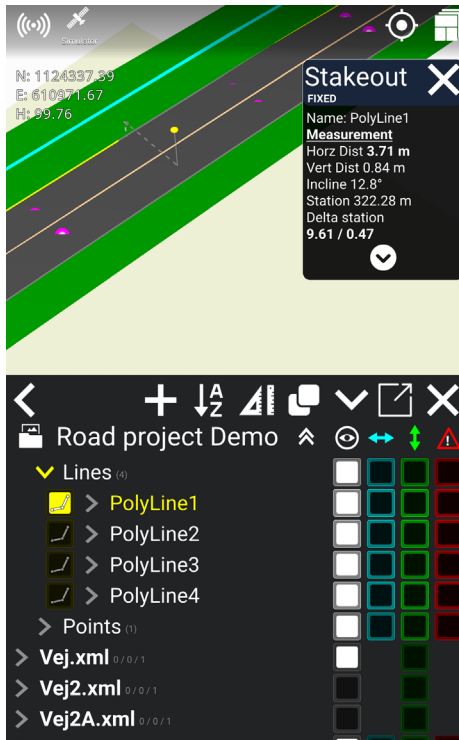 Simulator
N: 1124337.39
E: 610971.67
H: 99.76
Stakeout
FIXED
Name: PolyLine1
Measurement
Horz Dist 3.71 m
Vert Dist 0.84 m
Incline 12.8°
Station 322.28 m
Delta station
9.61 / 0.47
A
Z
Road project Demo
Lines (4)
PolyLine1
PolyLine2
PolyLine3
PolyLine4
Points (1)
Vej.xml 0 / 0 / 1
Vej2.xml 0 / 0 / 1
Vej2A.xml 0 / 0 / 1